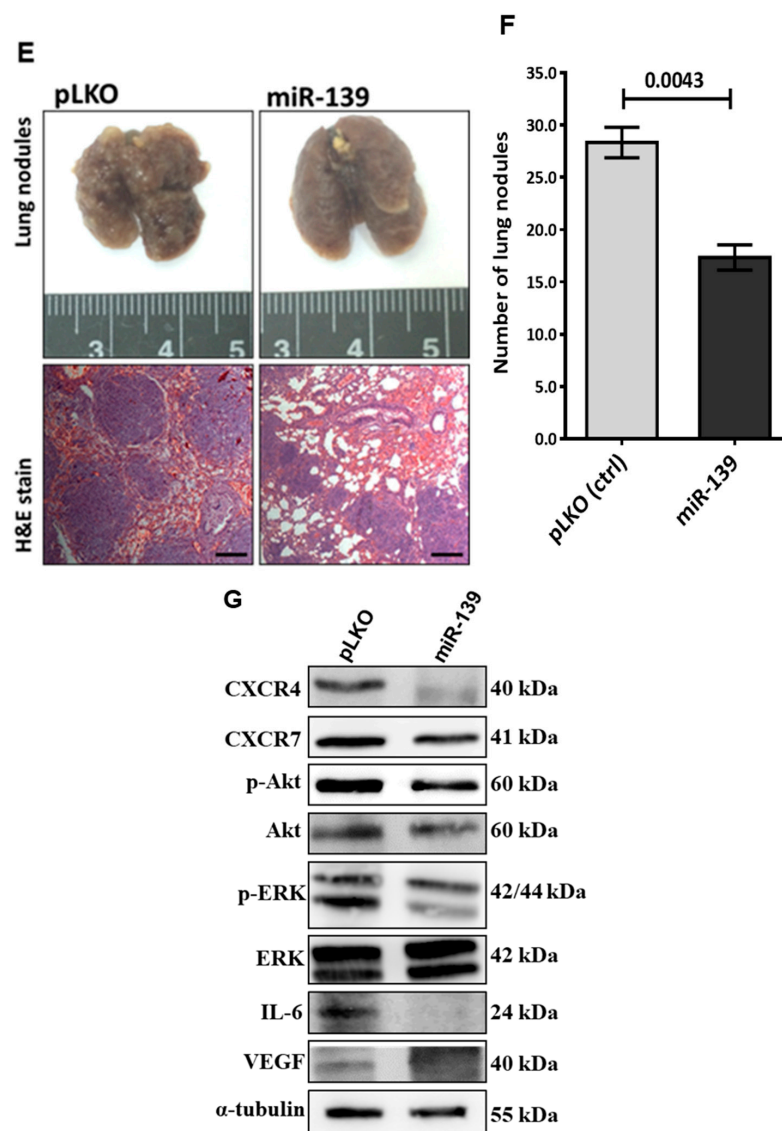 E
pLKO
miR-139
Lung nodules
3 4 5
3 4 5
H&E stain
F
Number of lung nodules
35.0
30.0
25.0
20.0
15.0
10.0
5.0
0.0
0.0043
pLKO (ctrl)
miR-139
G
pLKO
miR-139
CXCR4 40 kDa
CXCR7 41 kDa
p-Akt 60 kDa
Akt 60 kDa
p-ERK 42/44 kDa
ERK 42 kDa
IL-6 24 kDa
VEGF 40 kDa
α-tubulin 55 kDa